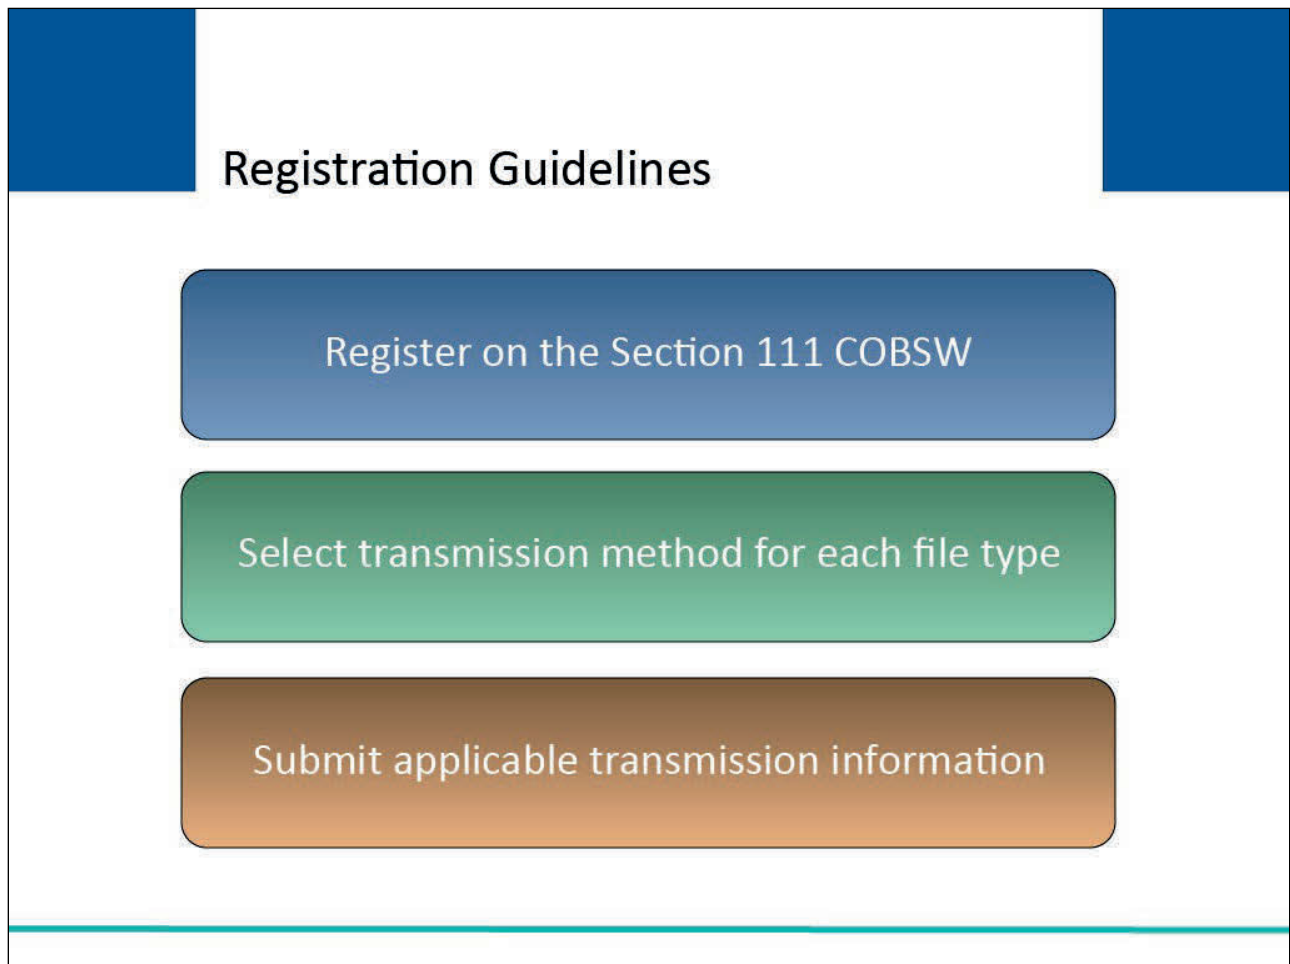 Registration Guidelines
Register on the Section 111 COBSW
Select transmission method for each file type
Submit applicable transmission information